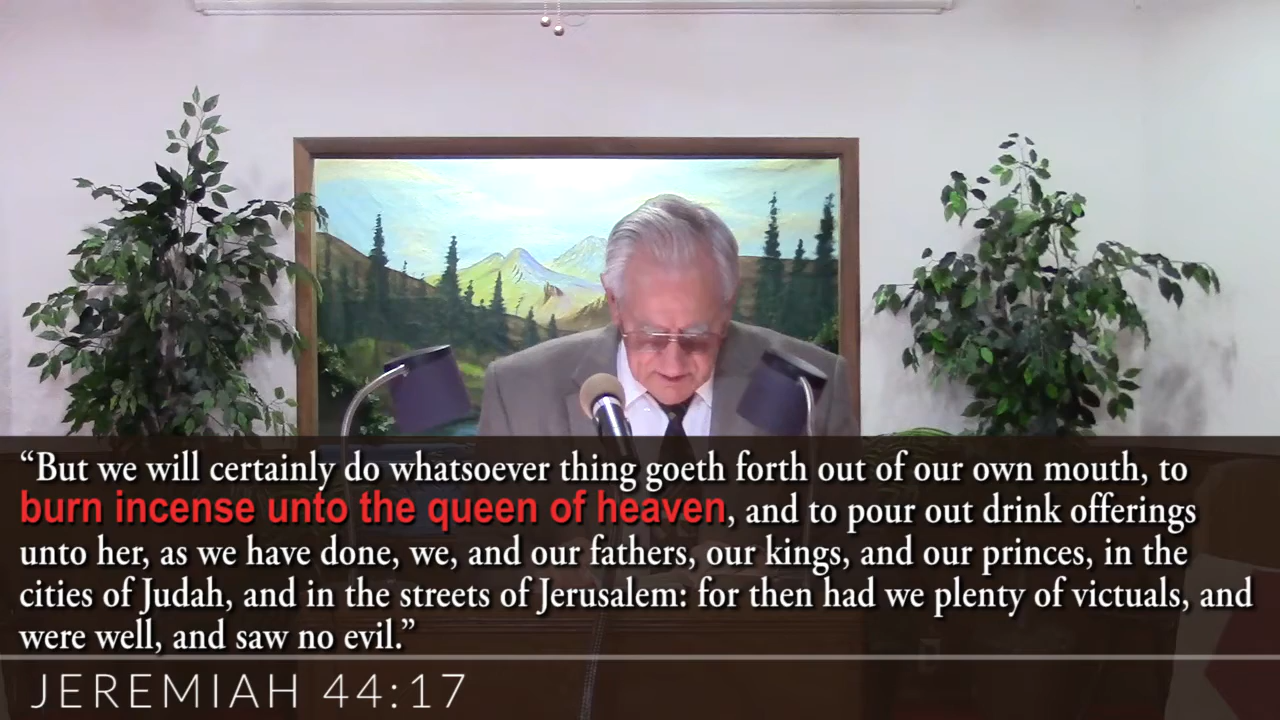 “But we will certainly do whatsoever thing goeth forth out of our own mouth, to
burn incense unto the queen of heaven, and to pour out drink offerings
unto her, as we have done, we, and our fathers, our kings, and our princes, in the
cities of Judah, and in the streets of Jerusalem: for then had we plenty of victuals, and
were well, and saw no evil.”
JEREMIAH 44:17